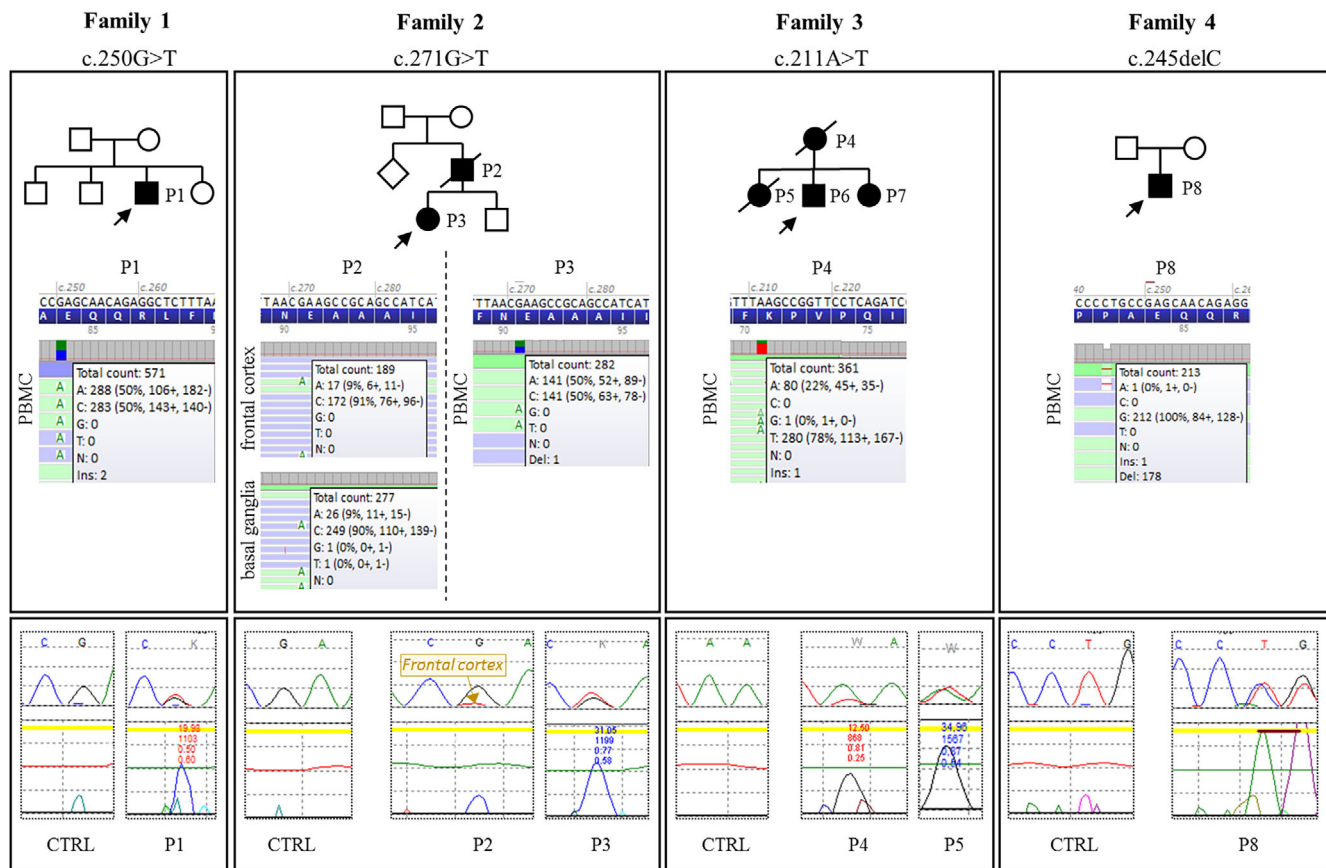 Family 1
c.250G>T
Family 2
c.271G>T
Family 3
c.211A>T
Family 4
c.245delC
P1
P2
P3
P4
P5
P6
P7
P8
P1
c.250
c.260
CCGAGCAACAGAGGCTCTTTAA
A E Q Q R L F
85
PBMC
Total count: 571
A: 288 (50%, 106+, 182-)
C: 283 (50%, 143+, 140-)
G: 0
T: 0
N: 0
Ins: 2
A
A
A
A
A
P2
c.270
c.280
TAACGAAGCCGCAGCCATCA
N E A A A I
90
95
frontal cortex
Total count: 189
A: 17 (9%, 6+, 11-)
C: 172 (91%, 76+, 96-)
G: 0
T: 0
N: 0
A
A
basal ganglia
Total count: 277
A: 26 (9%, 11+, 15-)
C: 249 (90%, 110+, 139-)
G: 1 (0%, 0+, 1-)
T: 1 (0%, 0+, 1-)
N: 0
A
A
A
P3
c.270
c.280
TTAACGAAGCCGCAGCCATCAT
F N E A A A I I
90
95
PBMC
Total count: 282
A: 141 (50%, 52+, 89-)
C: 141 (50%, 63+, 78-)
G: 0
T: 0
N: 0
Del: 1
A
A
P4
c.210
c.220
GTTTAAGCCGGTTCCTCAGATC
F K P V P Q I
70
75
PBMC
Total count: 361
A: 80 (22%, 45+, 35-)
C: 0
G: 1 (0%, 1+, 0-)
T: 280 (78%, 113+, 167-)
N: 0
Ins: 1
A
A
A
P8
40
c.250
c.26
CCCCTGCCGAGCAACAGAGG
P P A E Q Q R
85
PBMC
Total count: 213
A: 1 (0%, 1+, 0-)
C: 0
G: 212 (100%, 84+, 128-)
T: 0
N: 0
Ins: 1
Del: 178
C G
C K
19.98
1103
0.50
0.60
CTRL
P1
G A
C G A
Frontal cortex
C K A
31.05
1199
0.77
0.58
CTRL
P2
P3
A A
W A
12.50
868
0.81
0.25
W
34.96
1567
0.87
CTRL
P4
P5
C C T G
C C T G
CTRL
P8